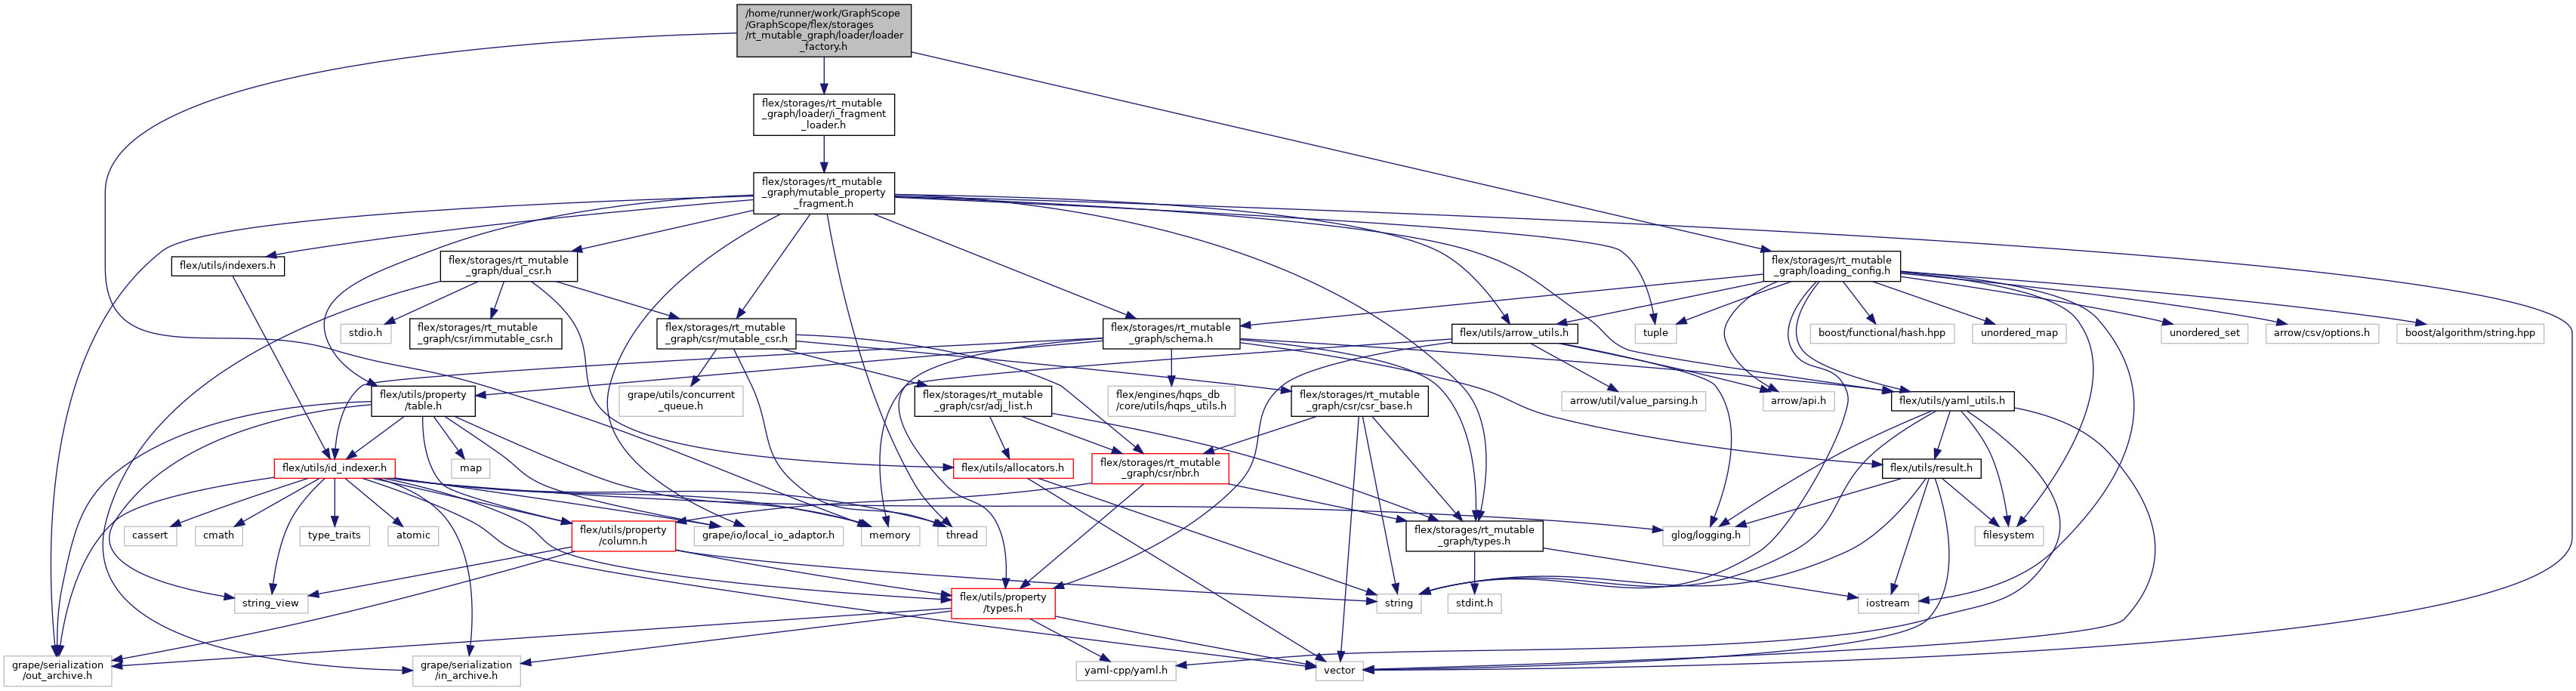 /home/runner/work/GraphScope
/GraphScope/flex/storages
/rt_mutable_graph/loader/loader
_factory.h
flex/storages/rt_mutable
_graph/loader/i_fragment
_loader.h
flex/storages/rt_mutable
_graph/mutable_property
_fragment.h
flex/utils/indexers.h
flex/storages/rt_mutable
_graph/dual_csr.h
flex/storages/rt_mutable
_graph/loading_config.h
stdio.h
flex/storages/rt_mutable
_graph/csr/immutable_csr.h
flex/storages/rt_mutable
_graph/csr/mutable_csr.h
flex/storages/rt_mutable
_graph/schema.h
flex/utils/arrow_utils.h
tuple
boost/functional/hash.hpp
unordered_map
unordered_set
arrow/csv/options.h
boost/algorithm/string.hpp
flex/utils/property
/table.h
grape/utils/concurrent
_queue.h
flex/storages/rt_mutable
_graph/csr/adj_list.h
flex/engines/hqps_db
/core/utils/hqps_utils.h
flex/storages/rt_mutable
_graph/csr/csr_base.h
arrow/util/value_parsing.h
arrow/api.h
flex/utils/yaml_utils.h
flex/utils/id_indexer.h
map
flex/utils/allocators.h
flex/storages/rt_mutable
_graph/csr/nbr.h
flex/utils/result.h
cassert
cmath
type_traits
atomic
flex/utils/property
/column.h
grape/io/local_io_adaptor.h
memory
thread
flex/storages/rt_mutable
_graph/types.h
glog/logging.h
filesystem
string_view
flex/utils/property
/types.h
string
stdint.h
iostream
grape/serialization
/out_archive.h
grape/serialization
/in_archive.h
yaml-cpp/yaml.h
vector